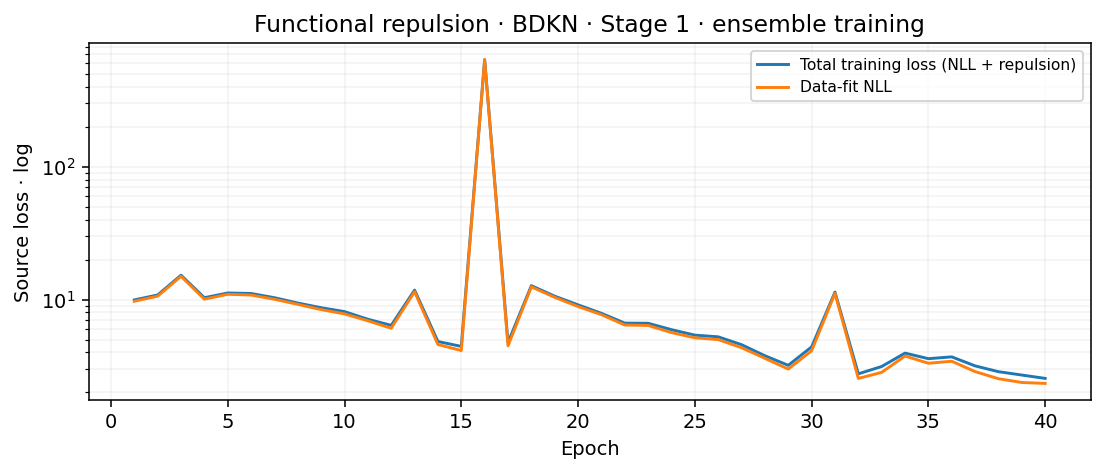 Functional repulsion · BDKN · Stage 1 · ensemble training
Total training loss (NLL + repulsion)
Data-fit NLL
Source loss · log
10²
10¹
0 5 10 15 20 25 30 35 40
Epoch